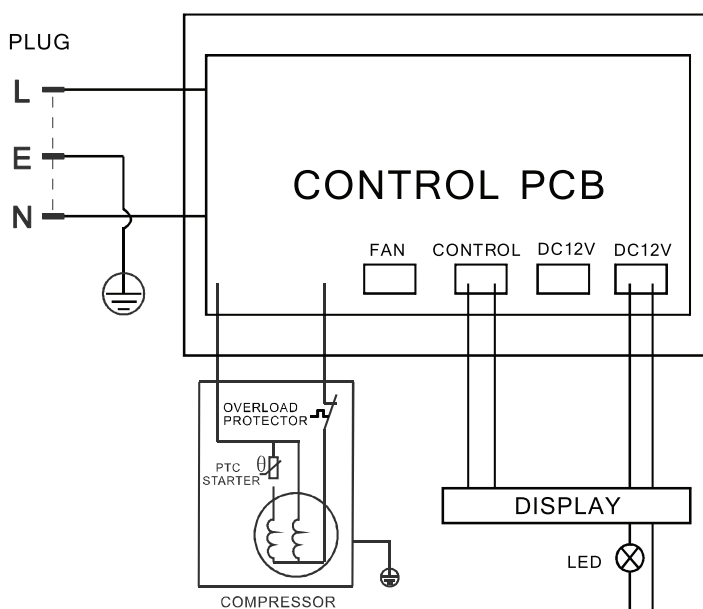 PLUG
L
E
N
CONTROL PCB
FAN
CONTROL
DC12V
DC12V
OVERLOAD
PROTECTOR
PTC
STARTER
θ
DISPLAY
LED
COMPRESSOR